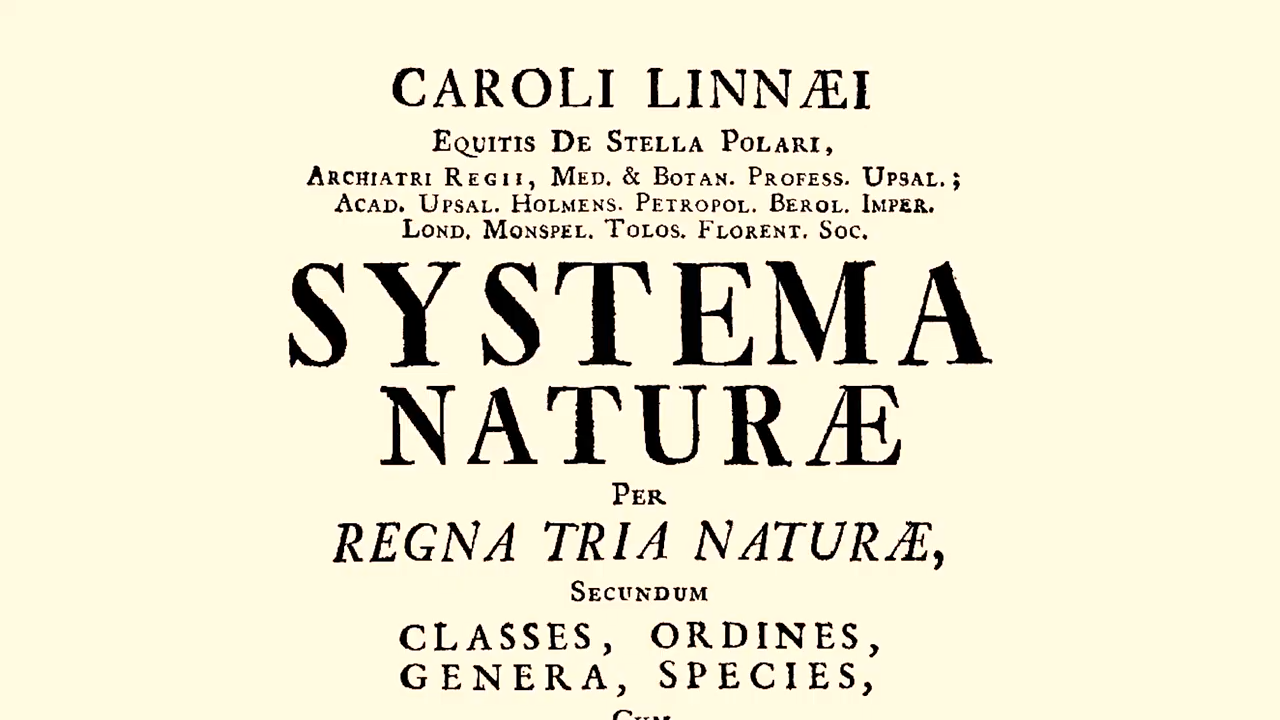 CAROLI LINNÆI
EQUITIS DE STELLA POLARI,
ARCHIATRI REGII, MED. & BOTAN. PROFESS. UPSAL.;
ACAD. UPSAL. HOLMENS. PETROPOL. BEROL. IMPER.
LOND. MONSPEL. TOLOS. FLORENT. SOC.
SYSTEMA
NATURÆ
PER
REGNA TRIA NATURÆ,
SECUNDUM
CLASSES, ORDINES,
GENERA, SPECIES,
CUM